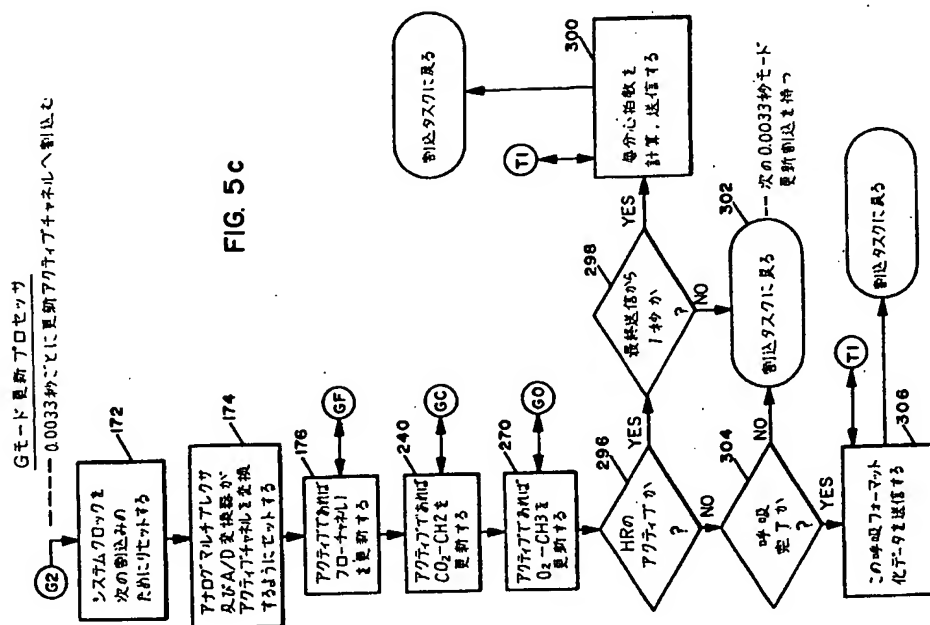 Gモード更新プロセッサ
G2
0.0033秒ごとに更新アクティブチャネルへ割込む
172
システムクロックを
次の割込みの
ためにリセットする
174
アナログマルチプレクサ
及びA/D変換器が
アクティブチャネルを変換
するようにセットする
176
アクティブであれば
フローチャネル1
を更新する
GF
240
アクティブであれば
CO₂-CH2を
更新する
GC
270
アクティブであれば
O₂-CH3を
更新する
GO
296
HRの
アクティブか
?
YES
NO
298
最終送信から
1秒か
?
YES
NO
300
毎分心拍数を
計算,送信する
T1
割込タスクに戻る
302
割込タスクに戻る
次の0.0033秒モード
更新割込を待つ
304
呼吸
完了か
?
NO
YES
306
この呼吸フォーマット
化データを送信する
T1
割込タスクに戻る
FIG. 5c